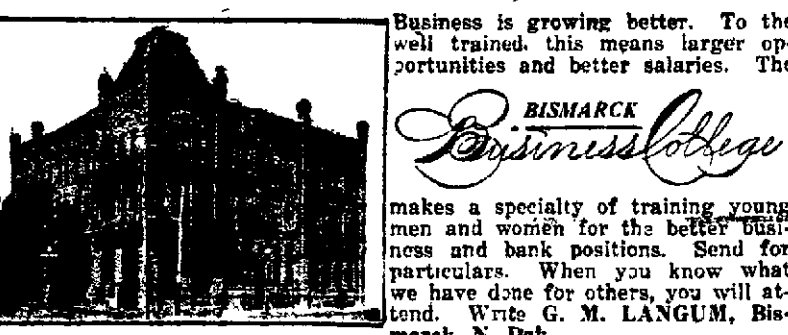 Business is growing better. To the
well trained, this means larger op-
portunities and better salaries. The
BISMARCK
Business College
makes a specialty of training young
men and women for the better busi-
ness and bank positions. Send for
particulars. When you know what
we have done for others, you will at-
tend. Write G. M. LANGUM, Bis-
marck, N. Dak.